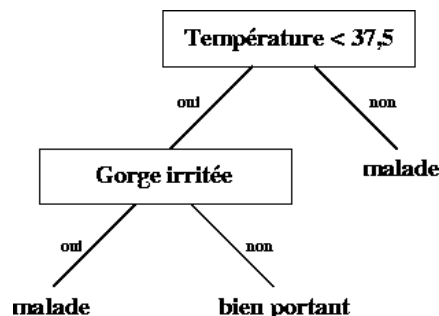 Température < 37,5
oui
non
malade
Gorge irritée
oui
non
malade
bien portant